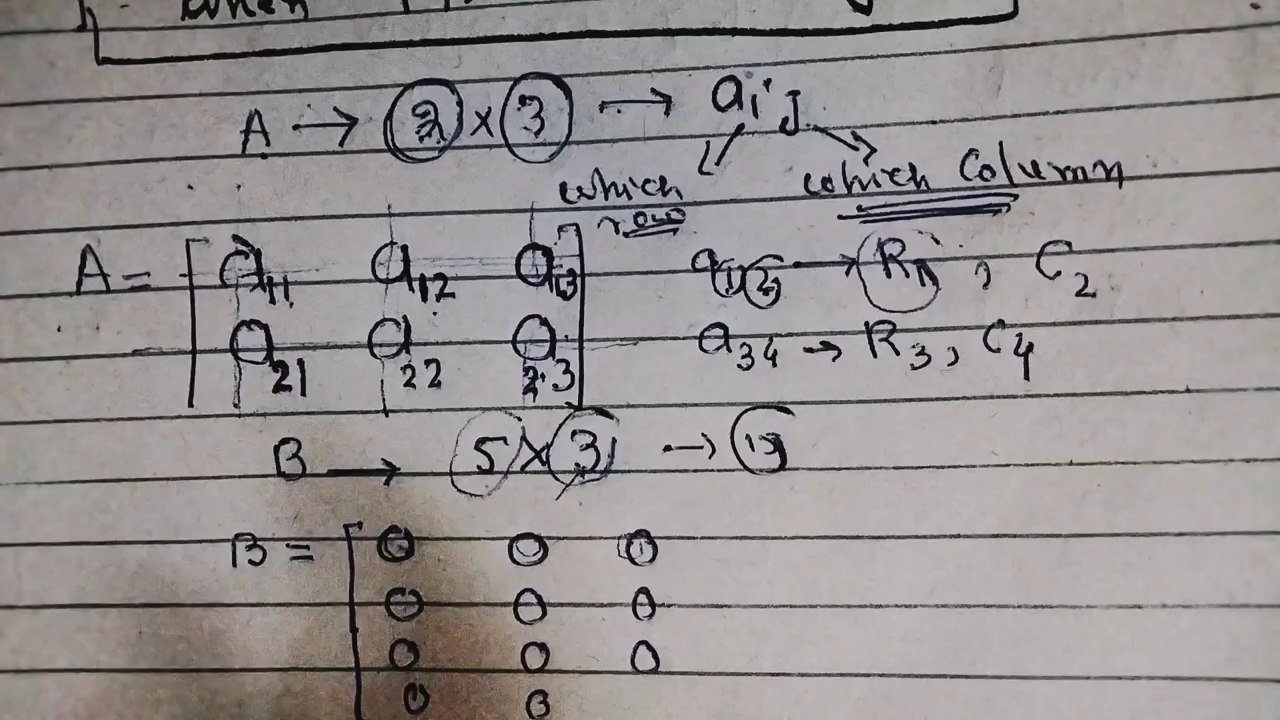 when
A → 2 × 3 → aij
which row
which Column
A = [ a11 a12 a13
a21 a22 a23 ]
a12 → R1, C2
a34 → R3, C4
B → 5 × 3 → 15
B = [ 0 0 0
0 0 0
0 0 0
0 0